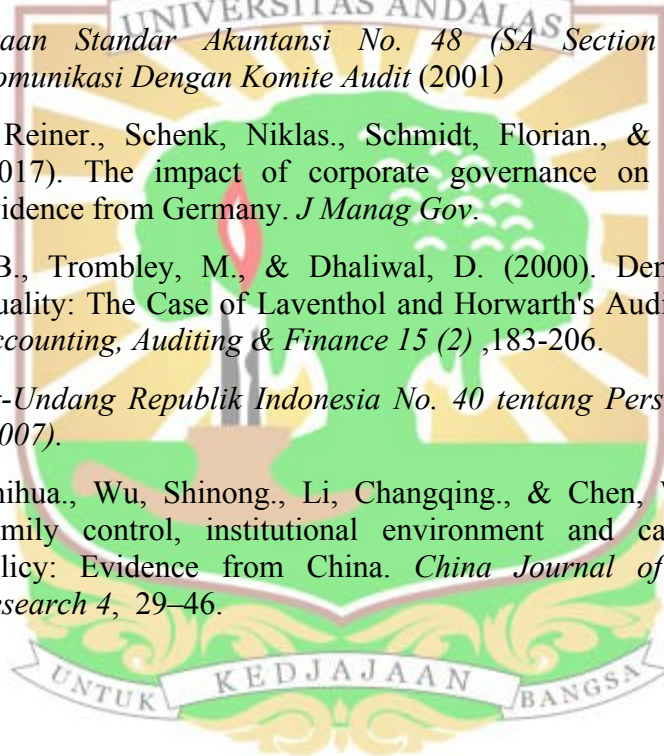 UNIVERSITAS ANDALAS
aan Standar Akuntansi No. 48 (SA Section
omunikasi Dengan Komite Audit (2001)
Reiner., Schenk, Niklas., Schmidt, Florian., &
017). The impact of corporate governance on
vidence from Germany. J Manag Gov.
B., Trombley, M., & Dhaliwal, D. (2000). Den
uality: The Case of Laventhol and Horwarth's Audi
ccounting, Auditing & Finance 15 (2) ,183-206.
-Undang Republik Indonesia No. 40 tentang Pers
007).
hihua., Wu, Shinong., Li, Changqing., & Chen,
mily control, institutional environment and ca
licy: Evidence from China. China Journal of
esearch 4, 29–46.
UNTUK KEDJAJAAN BANGSA